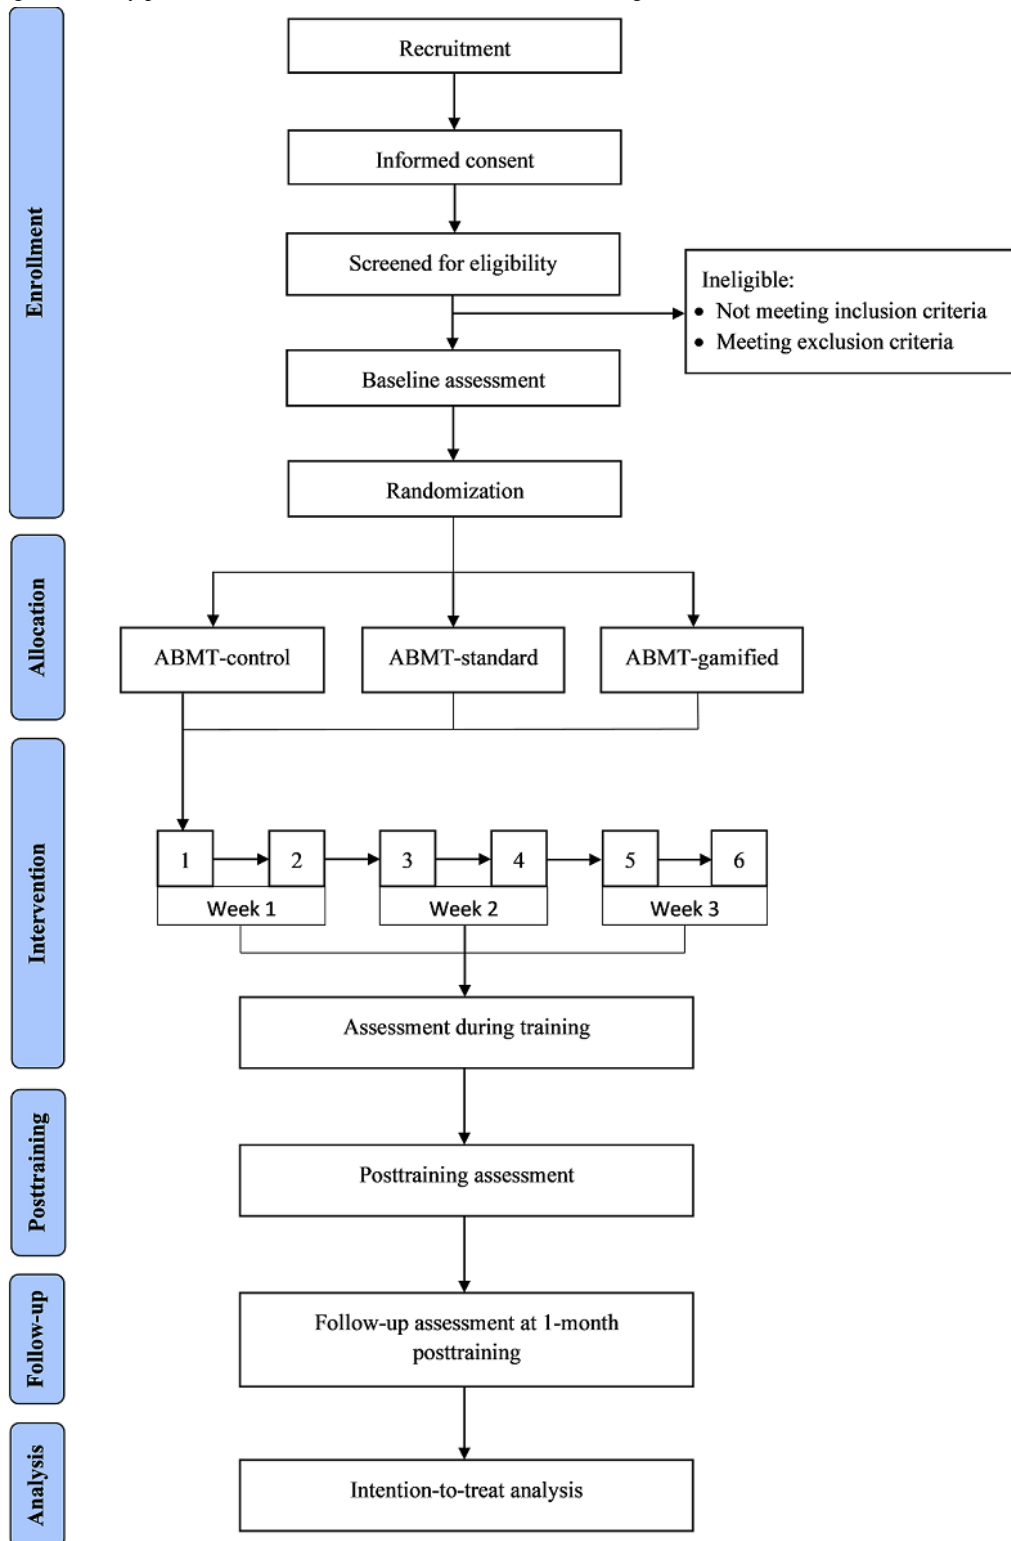 Enrollment
Recruitment
Informed consent
Screened for eligibility
Ineligible:
• Not meeting inclusion criteria
• Meeting exclusion criteria
Baseline assessment
Randomization
Allocation
ABMT-control
ABMT-standard
ABMT-gamified
Intervention
1
2
3
4
5
6
Week 1
Week 2
Week 3
Assessment during training
Posttraining
Posttraining assessment
Follow-up
Follow-up assessment at 1-month
posttraining
Analysis
Intention-to-treat analysis